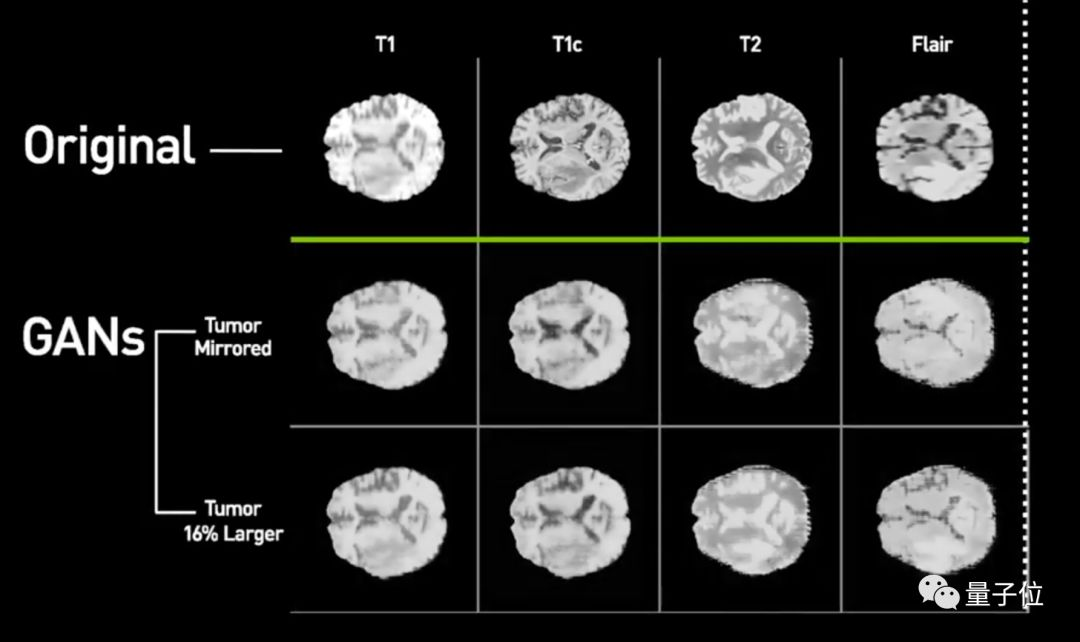 T1 T1c T2 Flair
Original
GANs
Tumor
Mirrored
Tumor
16% Larger
量子位